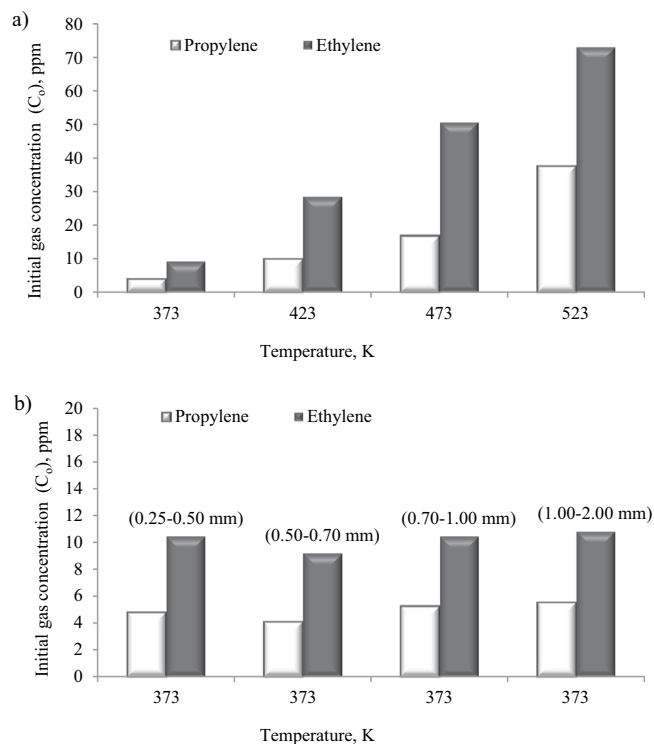 a)
Initial gas concentration (Cₒ), ppm
80
70
60
50
40
30
20
10
0
Propylene
Ethylene
373 423 473 523
Temperature, K
b)
Initial gas concentration (Cₒ), ppm
20
18
16
14
12
10
8
6
4
2
0
Propylene
Ethylene
(0.25-0.50 mm)
(0.50-0.70 mm)
(0.70-1.00 mm)
(1.00-2.00 mm)
373 373 373 373
Temperature, K